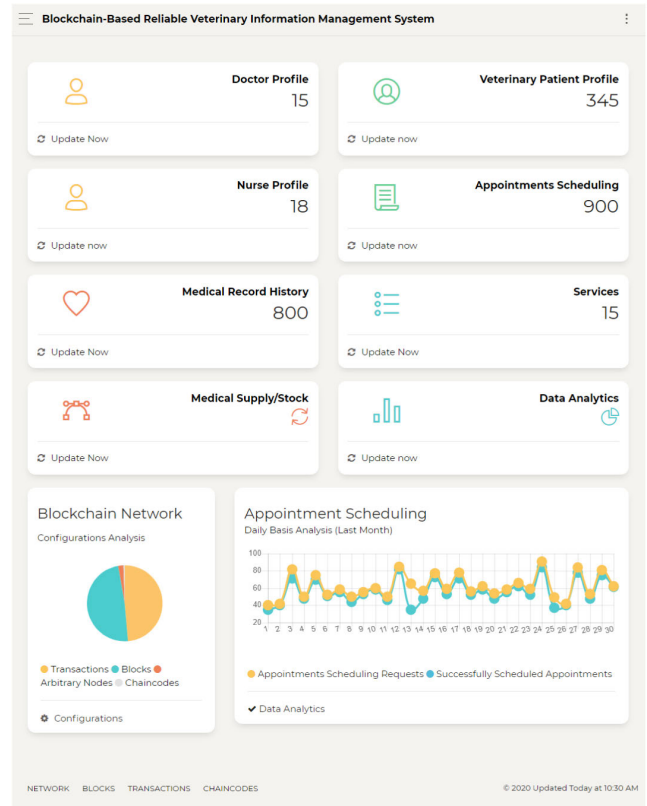 Blockchain-Based Reliable Veterinary Information Management System
Doctor Profile
15
Update Now
Veterinary Patient Profile
345
Update now
Nurse Profile
18
Update now
Appointments Scheduling
900
Update now
Medical Record History
800
Update Now
Services
15
Update Now
Medical Supply/Stock
Update Now
Data Analytics
Update now
Blockchain Network
Configurations Analysis
Transactions Blocks
Arbitrary Nodes Chaincodes
Configurations
Appointment Scheduling
Daily Basis Analysis (Last Month)
100
80
60
40
20
1 2 3 4 5 6 7 8 9 10 11 12 13 14 15 16 17 18 19 20 21 22 23 24 25 26 27 28 29 30
Appointments Scheduling Requests Successfully Scheduled Appointments
Data Analytics
NETWORK BLOCKS TRANSACTIONS CHAINCODES
© 2020 Updated Today at 10:30 AM